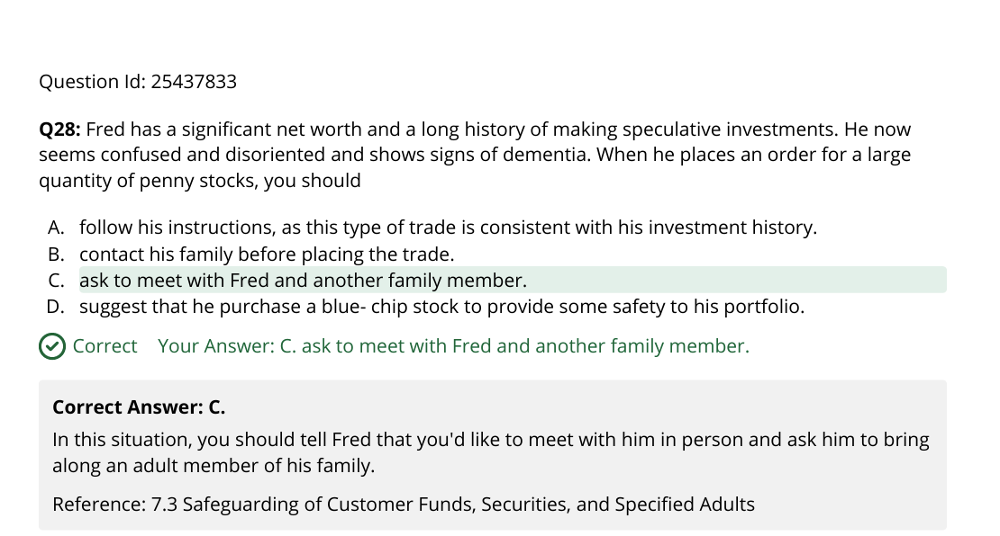 Question Id: 25437833
Q28: Fred has a significant net worth and a long history of making speculative investments. He now
seems confused and disoriented and shows signs of dementia. When he places an order for a large
quantity of penny stocks, you should
A. follow his instructions, as this type of trade is consistent with his investment history.
B. contact his family before placing the trade.
C. ask to meet with Fred and another family member.
D. suggest that he purchase a blue- chip stock to provide some safety to his portfolio.
Correct Your Answer: C. ask to meet with Fred and another family member.
Correct Answer: C.
In this situation, you should tell Fred that you'd like to meet with him in person and ask him to bring
along an adult member of his family.
Reference: 7.3 Safeguarding of Customer Funds, Securities, and Specified Adults